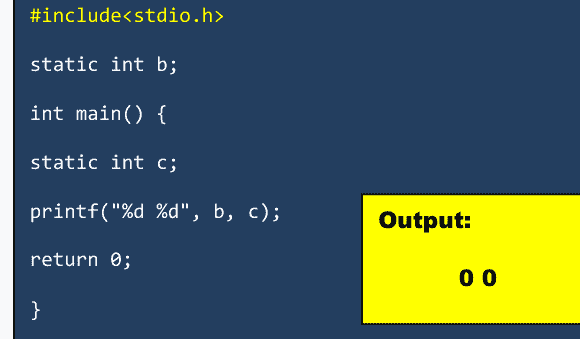 #include<stdio.h>
static int b;
int main() {
static int c;
printf("%d %d", b, c);
return 0;
}
Output:
0 0